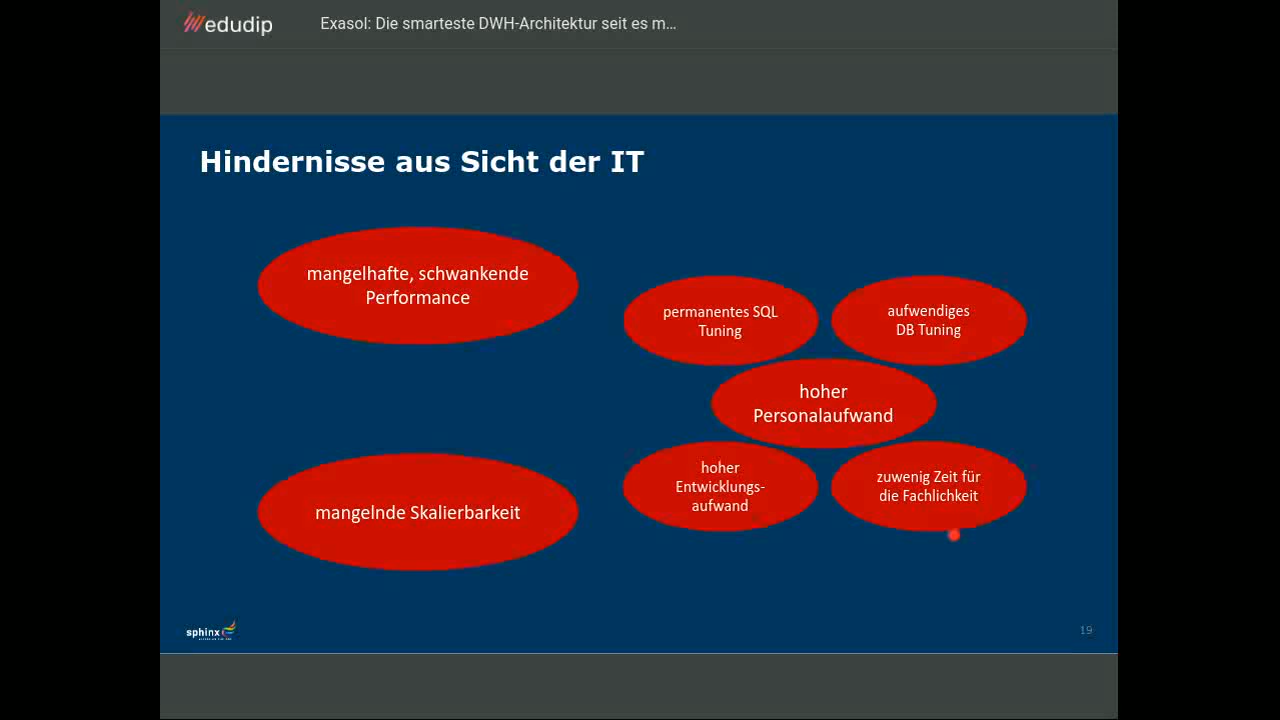 edudip
Exasol: Die smarteste DWH-Architektur seit es m...
Hindernisse aus Sicht der IT
mangelhafte, schwankende
Performance
permanentes SQL
Tuning
aufwendiges
DB Tuning
hoher
Personalaufwand
hoher
Entwicklungs-
aufwand
zuwenig Zeit für
die Fachlichkeit
mangelnde Skalierbarkeit
sphinx
19